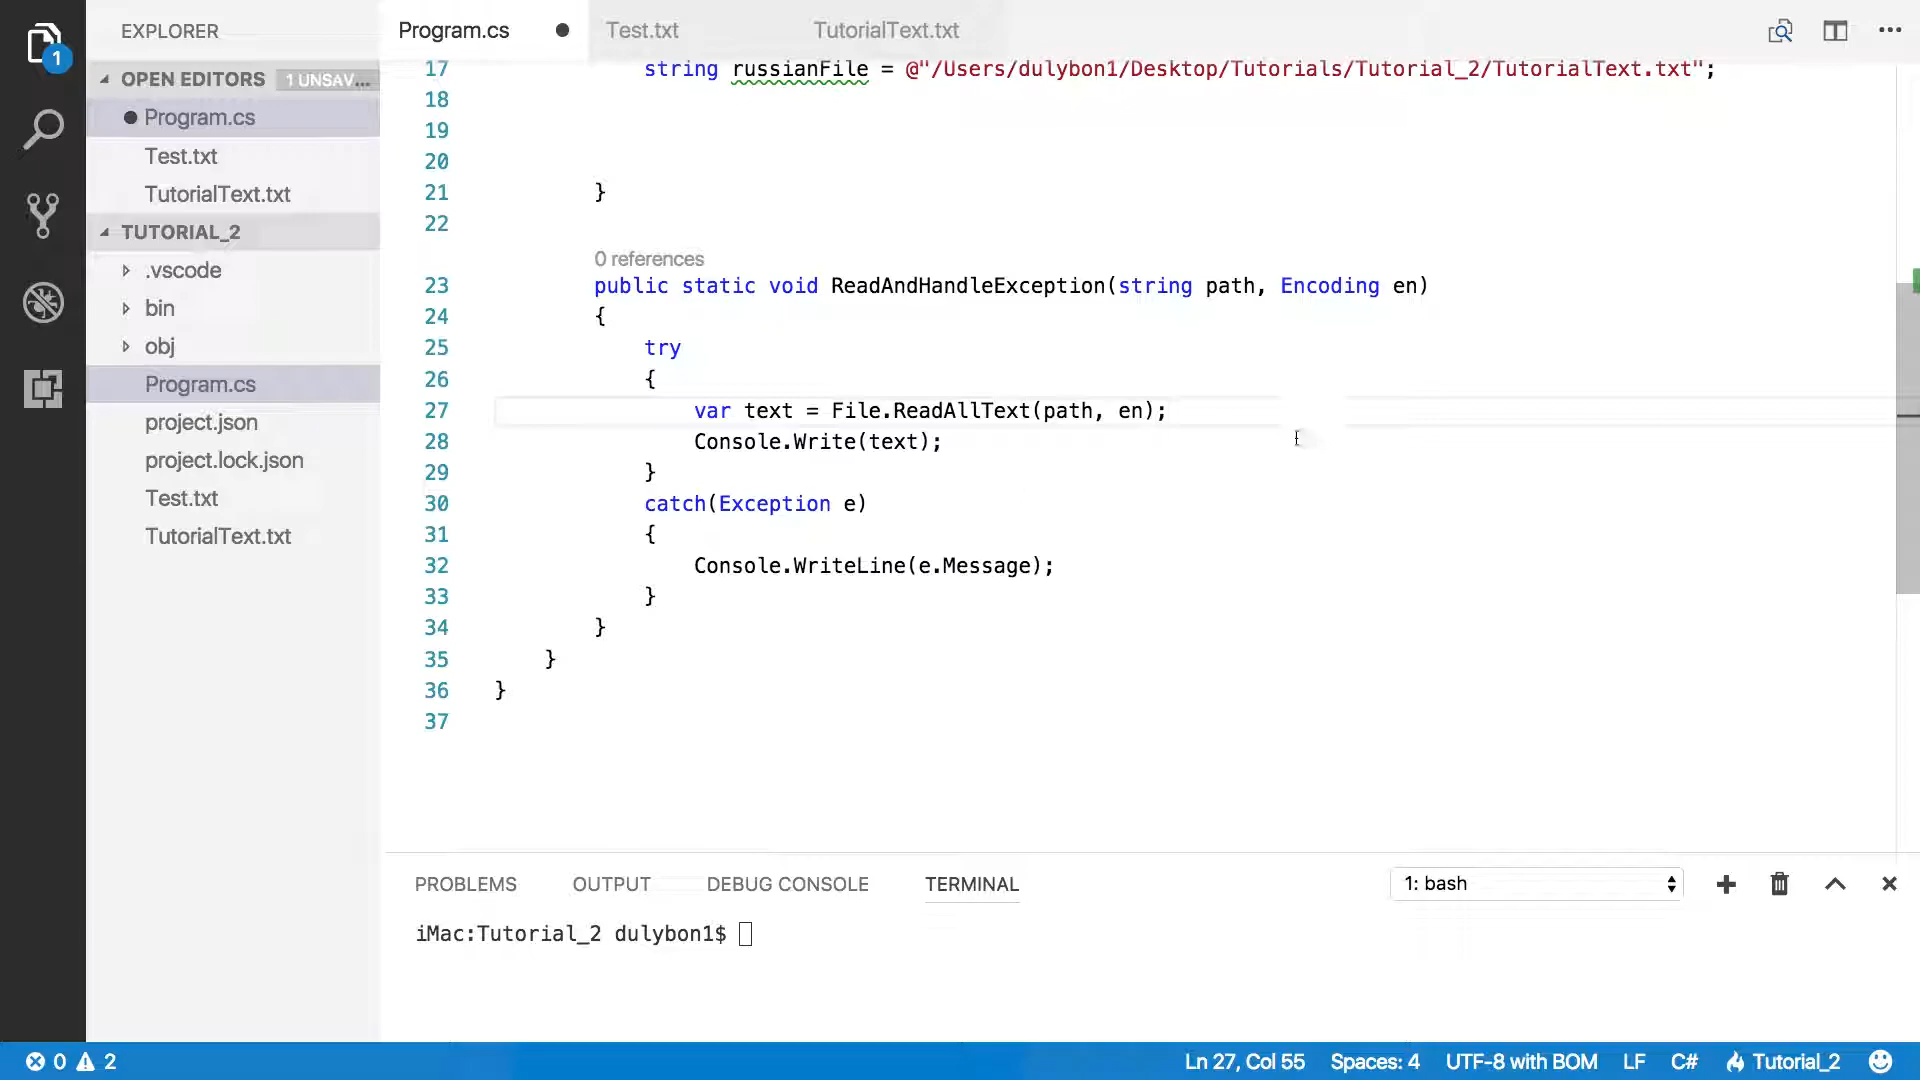 EXPLORER
OPEN EDITORS 1 UNSAV...
Program.cs
Test.txt
TutorialText.txt
TUTORIAL_2
.vscode
bin
obj
Program.cs
project.json
project.lock.json
Test.txt
TutorialText.txt
1
Program.cs Test.txt TutorialText.txt
17 string russianFile = @"/Users/dulybon1/Desktop/Tutorials/Tutorial_2/TutorialText.txt";
18
19
20
21 }
22
0 references
23 public static void ReadAndHandleException(string path, Encoding en)
24 {
25 try
26 {
27 var text = File.ReadAllText(path, en);
28 Console.Write(text);
29 }
30 catch(Exception e)
31 {
32 Console.WriteLine(e.Message);
33 }
34 }
35 }
36 }
37
PROBLEMS OUTPUT DEBUG CONSOLE TERMINAL 1: bash
iMac:Tutorial_2 dulybon1$
0 2 Ln 27, Col 55 Spaces: 4 UTF-8 with BOM LF C# Tutorial_2